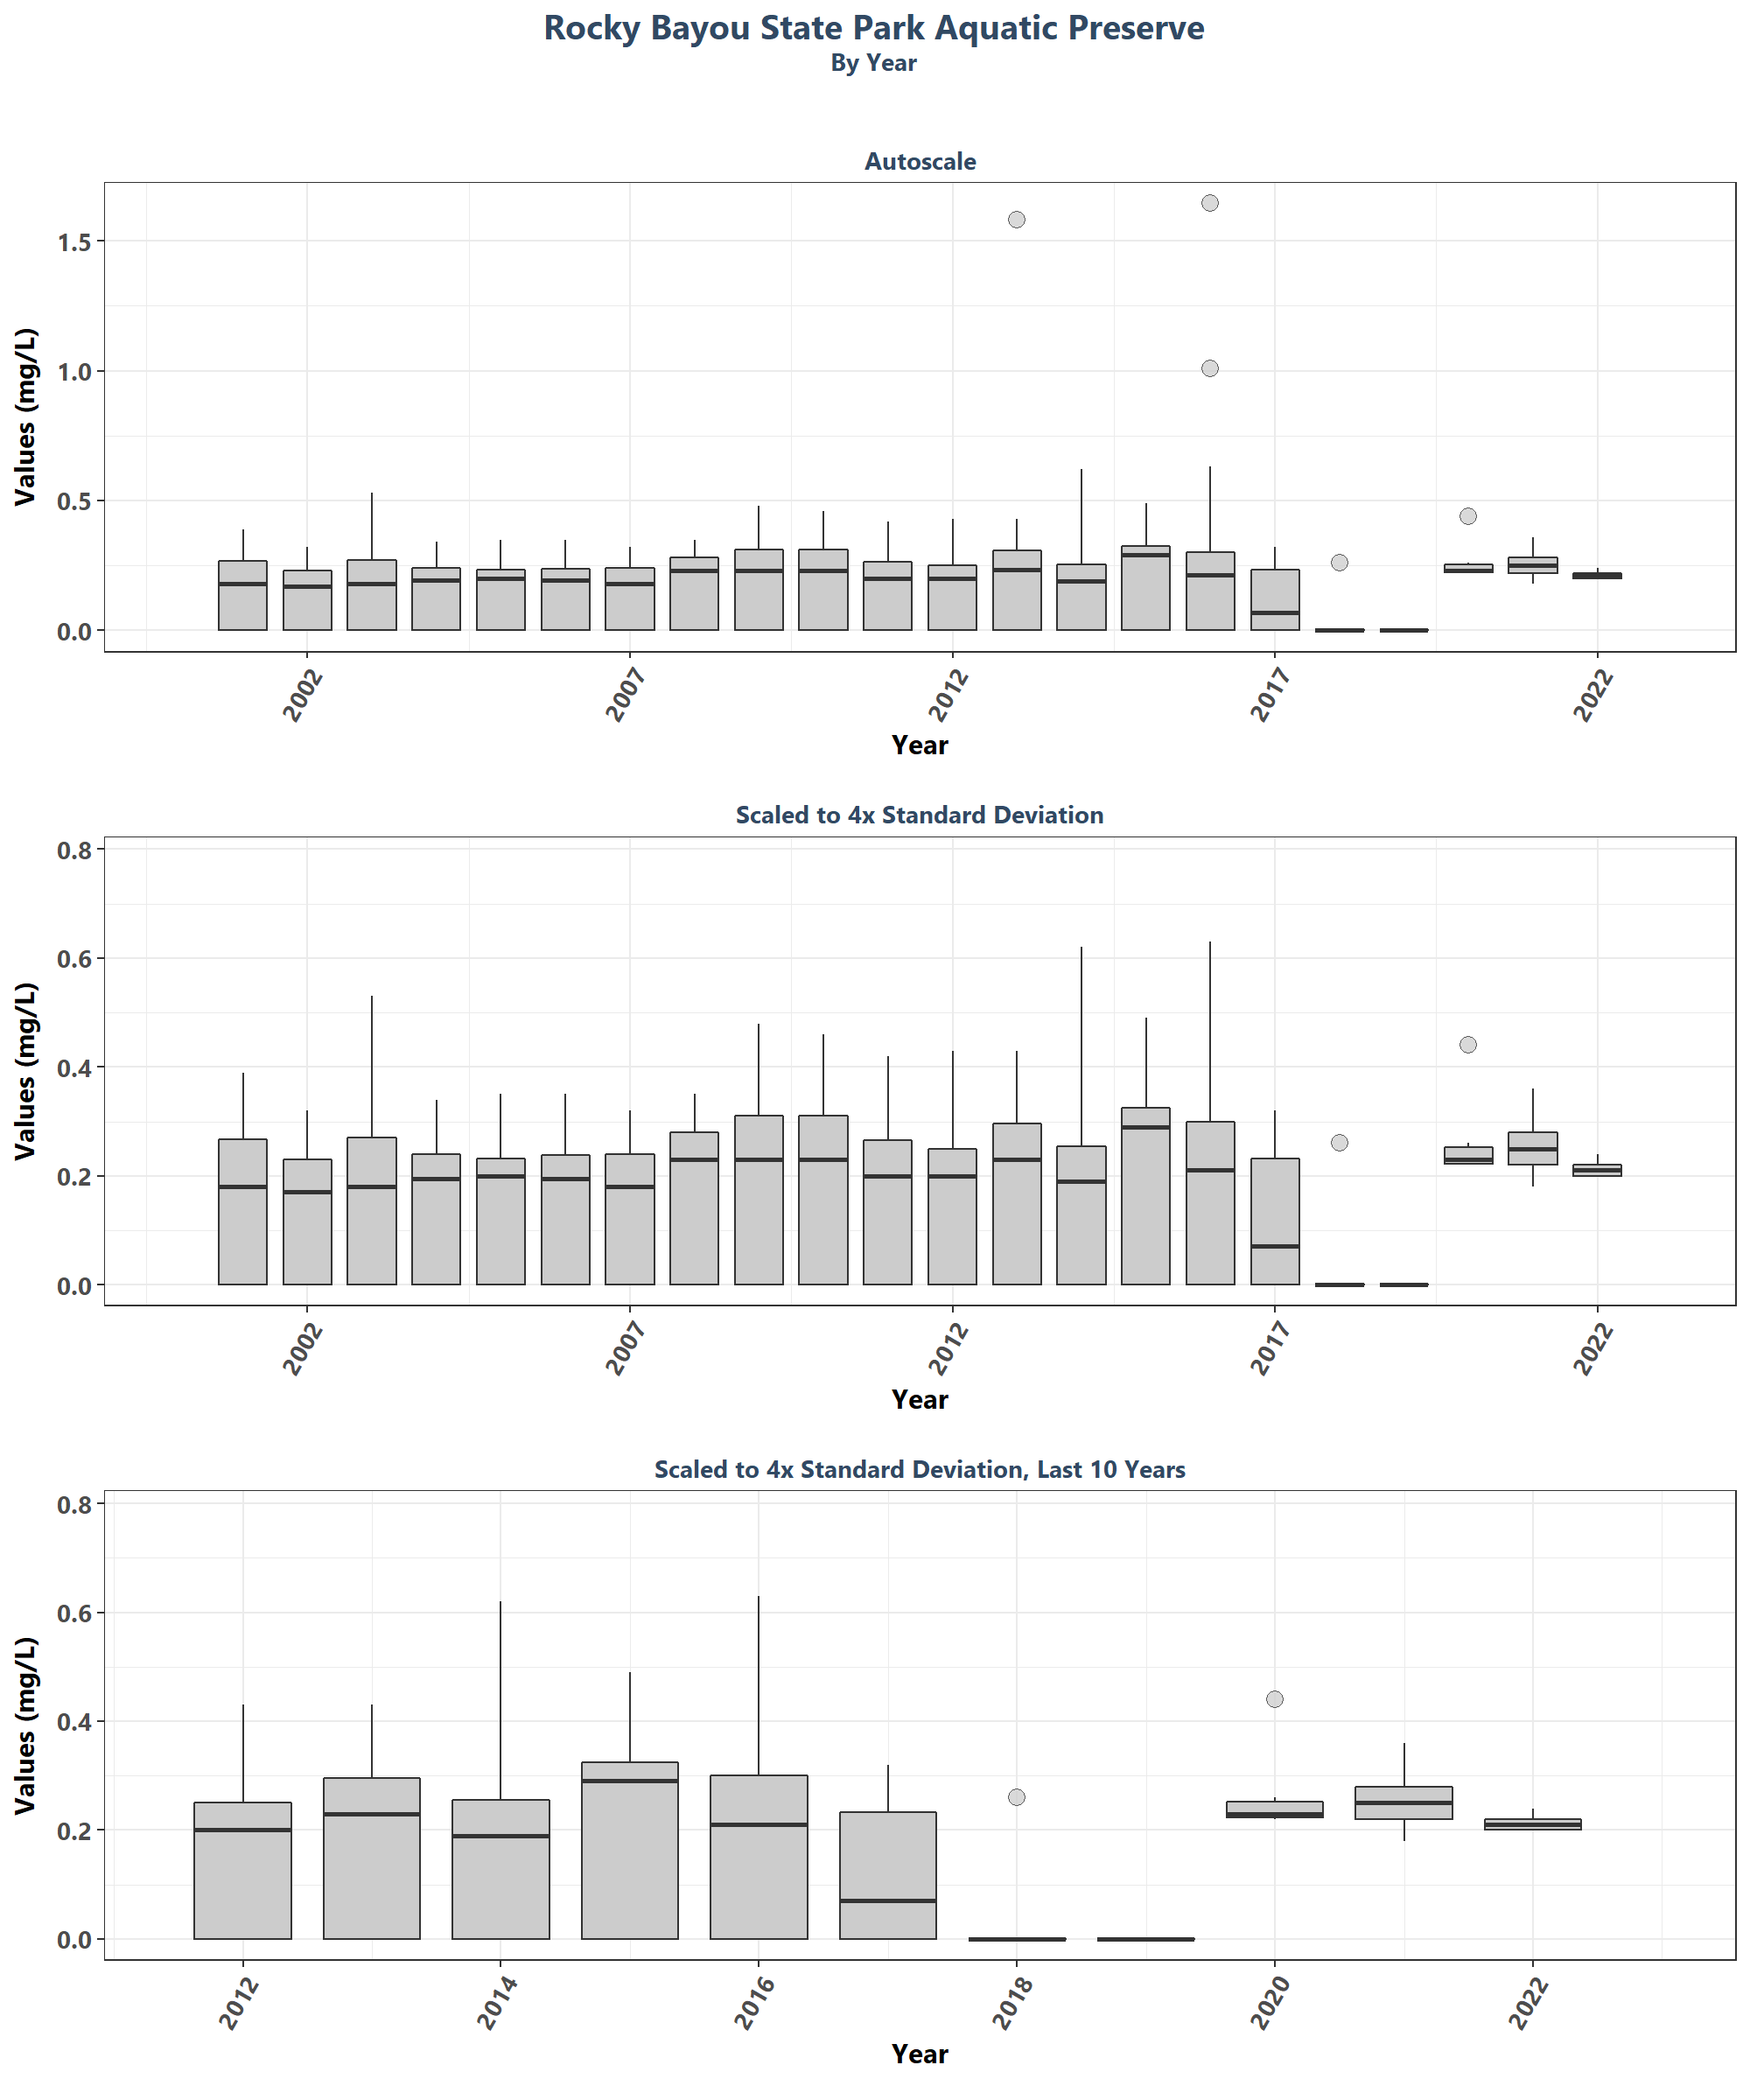 Rocky Bayou State Park Aquatic Preserve
By Year
Autoscale
Values (mg/L)
1.5
1.0
0.5
0.0
2002 2007 2012 2017 2022
Year
Scaled to 4x Standard Deviation
Values (mg/L)
0.8
0.6
0.4
0.2
0.0
2002 2007 2012 2017 2022
Year
Scaled to 4x Standard Deviation, Last 10 Years
Values (mg/L)
0.8
0.6
0.4
0.2
0.0
2012 2014 2016 2018 2020 2022
Year